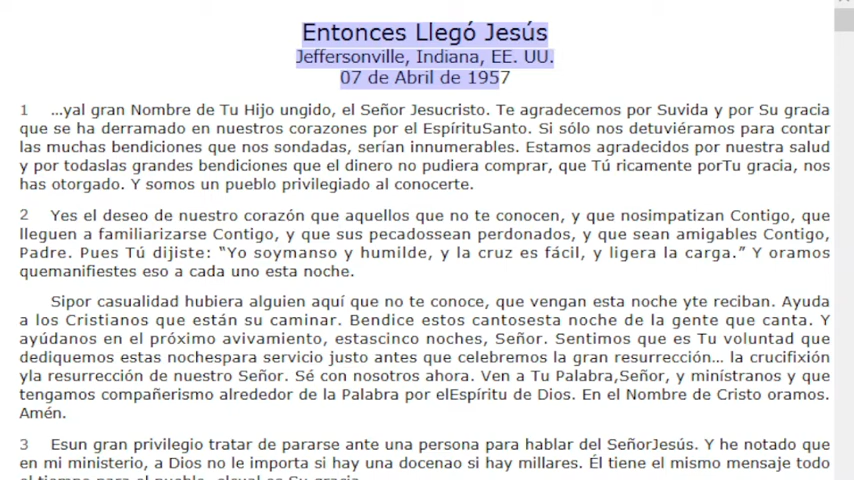 Entonces Llegó Jesús
Jeffersonville, Indiana, EE. UU.
07 de Abril de 1957
1 …yal gran Nombre de Tu Hijo ungido, el Señor Jesucristo. Te agradecemos por Suvida y por Su gracia
que se ha derramado en nuestros corazones por el EspírituSanto. Si sólo nos detuviéramos para contar
las muchas bendiciones que nos sondadas, serían innumerables. Estamos agradecidos por nuestra salud
y por todaslas grandes bendiciones que el dinero no pudiera comprar, que Tú ricamente porTu gracia, nos
has otorgado. Y somos un pueblo privilegiado al conocerte.
2 Yes el deseo de nuestro corazón que aquellos que no te conocen, y que nosimpatizan Contigo, que
lleguen a familiarizarse Contigo, y que sus pecadossean perdonados, y que sean amigables Contigo,
Padre. Pues Tú dijiste: “Yo soymanso y humilde, y la cruz es fácil, y ligera la carga.” Y oramos
quemanifiestes eso a cada uno esta noche.
Sipor casualidad hubiera alguien aquí que no te conoce, que vengan esta noche yte reciban. Ayuda
a los Cristianos que están su caminar. Bendice estos cantosesta noche de la gente que canta. Y
ayúdanos en el próximo avivamiento, estascinco noches, Señor. Sentimos que es Tu voluntad que
dediquemos estas nochespara servicio justo antes que celebremos la gran resurrección… la crucifixión
yla resurrección de nuestro Señor. Sé con nosotros ahora. Ven a Tu Palabra,Señor, y minístranos y que
tengamos compañerismo alrededor de la Palabra por elEspíritu de Dios. En el Nombre de Cristo oramos.
Amén.
3 Esun gran privilegio tratar de pararse ante una persona para hablar del SeñorJesús. Y he notado que
en mi ministerio, a Dios no le importa si hay una docenao si hay millares. Él tiene el mismo mensaje todo
el tiempo para el pueblo, elcual es Su gracia